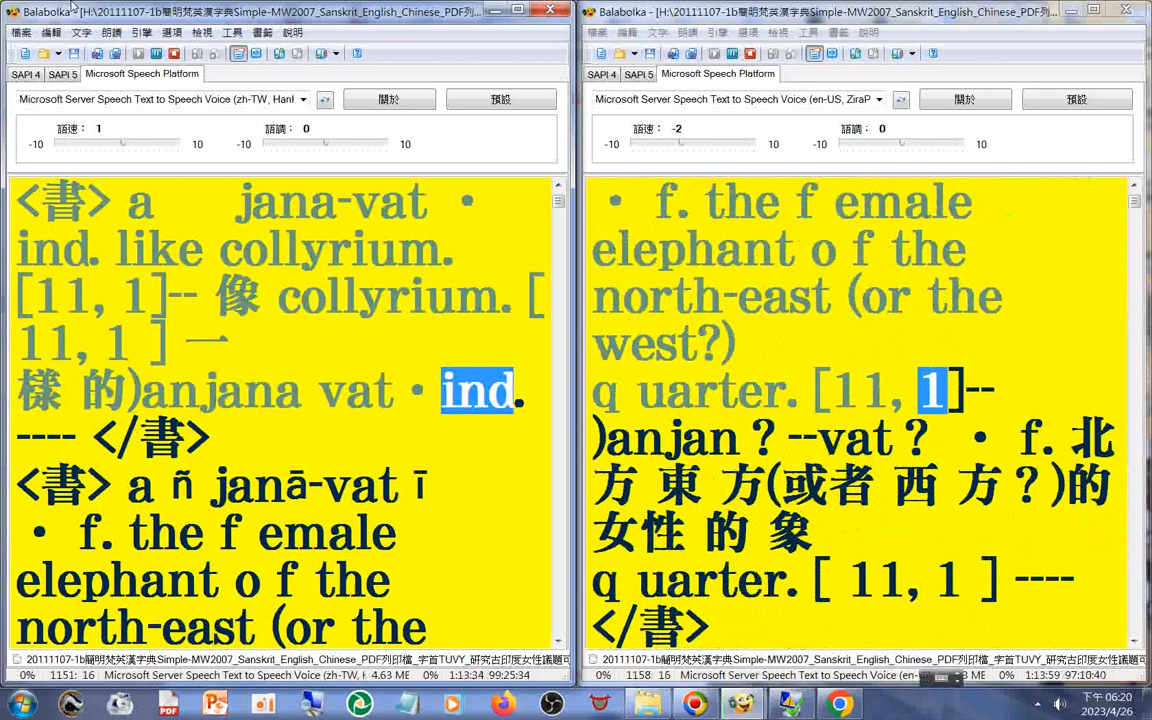 Balabolka - [H:\20111107-1b簡明梵英漢字典Simple-MW2007_Sanskrit_English_Chinese_PDF列...
檔案 編輯 文字 朗讀 引擎 選項 檢視 工具 書籤 說明
SAPI 4 SAPI 5 Microsoft Speech Platform
Microsoft Server Speech Text to Speech Voice (zh-TW, HanH 關於 預設
語速： 1 語調： 0
-10 10 -10 10
<書> a jana-vat •
ind. like collyrium.
[11, 1]-- 像 collyrium. [
11, 1 ] 一
樣 的)anjana vat • ind.
---- </書>
<書> a ñ janā-vat ī
• f. the f emale
elephant o f the
north-east (or the
20111107-1b簡明梵英漢字典Simple-MW2007_Sanskrit_English_Chinese_PDF列印檔_字首TUVY_研究古印度女性議題可
0% 1151: 16 Microsoft Server Speech Text to Speech Voice (zh-TW, H 4.63 MB 0% 1:13:34 99:25:34
Balabolka - [H:\20111107-1b簡明梵英漢字典Simple-MW2007_Sanskrit_English_Chinese_PDF列印...
檔案 編輯 文字 朗讀 引擎 選項 檢視 工具 書籤 說明
SAPI 4 SAPI 5 Microsoft Speech Platform
Microsoft Server Speech Text to Speech Voice (en-US, ZiraP 關於 預設
語速： -2 語調： 0
-10 10 -10 10
• f. the f emale
elephant o f the
north-east (or the
west?)
q uarter. [11, 1]--
)anjan？--vat？ • f. 北
方 東 方(或者 西 方？)的
女性 的 象
q uarter. [ 11, 1 ] ----
</書>
20111107-1b簡明梵英漢字典Simple-MW2007_Sanskrit_English_Chinese_PDF列印檔_字首TUVY_研究古印度女性議題可
0% 1158: 16 Microsoft Server Speech Text to Speech Voice (en-US, 0% 1:13:59 97:10:40
下午 06:20
2023/4/26